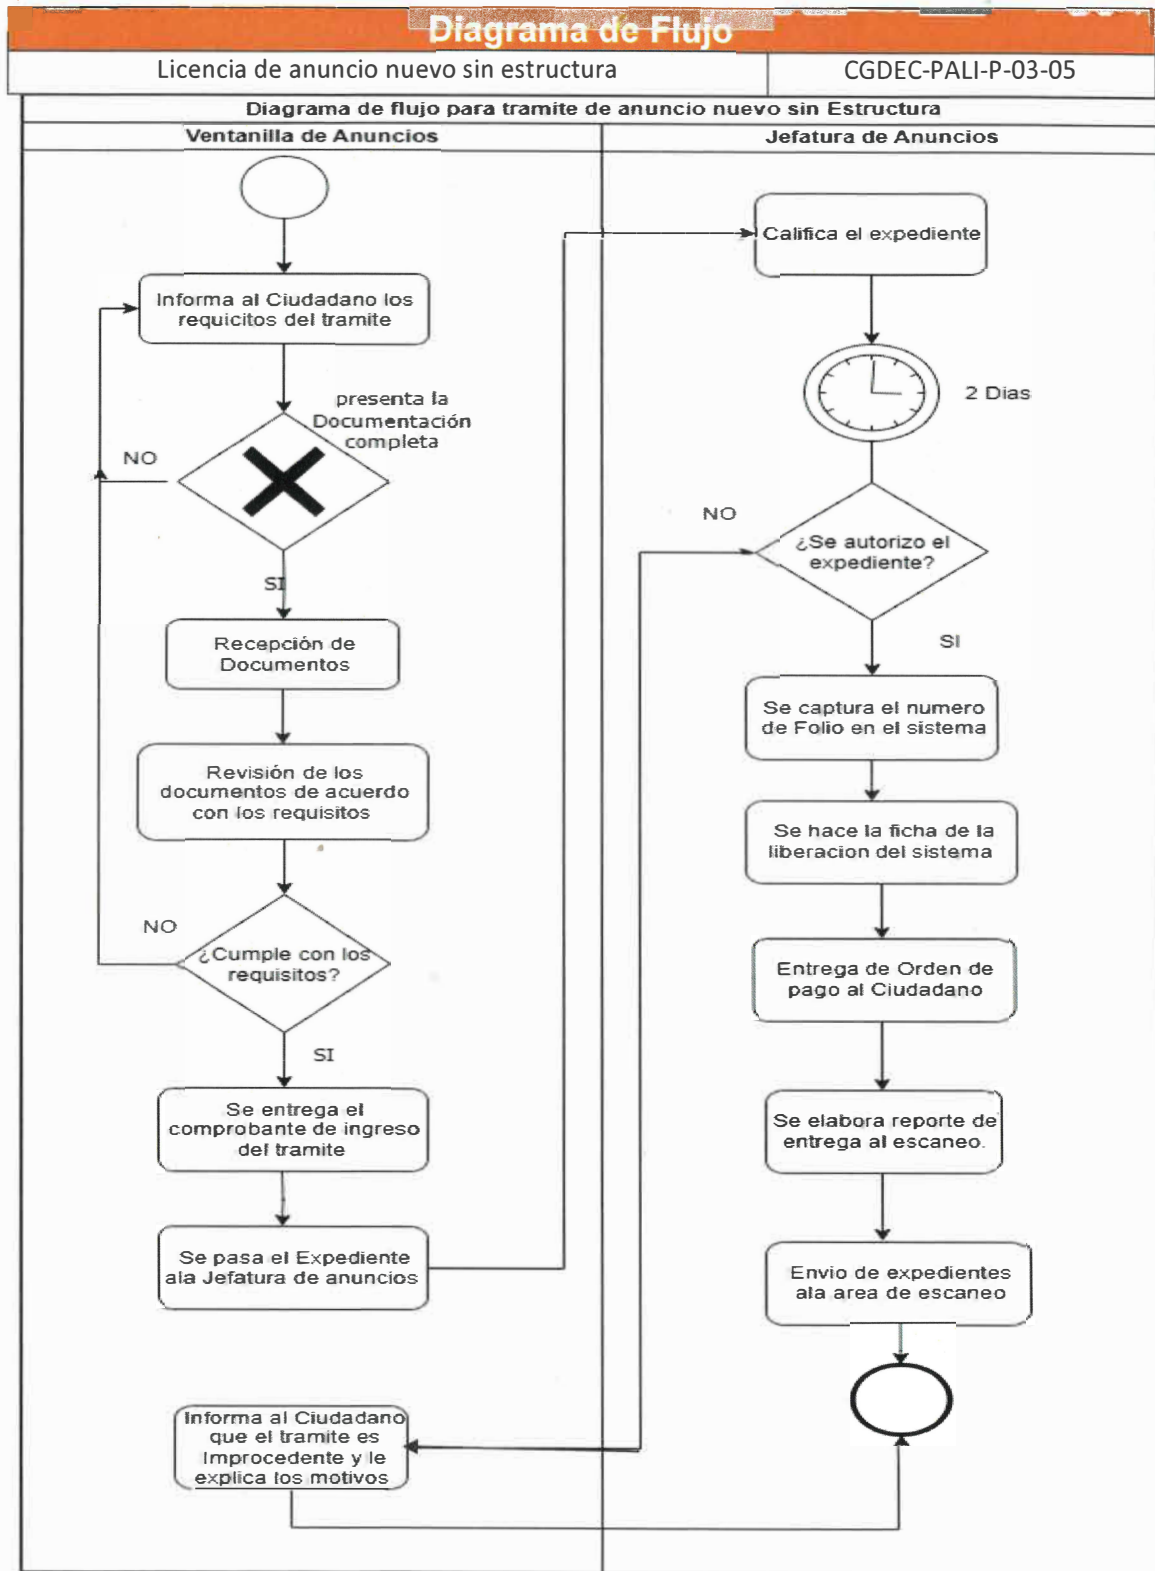 Diagrama de Flujo
Licencia de anuncio nuevo sin estructura
CGDEC-PALI-P-03-05
Diagrama de flujo para tramite de anuncio nuevo sin Estructura
Ventanilla de Anuncios
Jefatura de Anuncios
Informa al Ciudadano los
requicitos del tramite
presenta la
Documentación
completa
NO
SI
Recepción de
Documentos
Revisión de los
documentos de acuerdo
con los requisitos
NO
¿Cumple con los
requisitos?
SI
Se entrega el
comprobante de ingreso
del tramite
Se pasa el Expediente
ala Jefatura de anuncios
Informa al Ciudadano
que el tramite es
Improcedente y le
explica los motivos
Califica el expediente
2 Dias
NO
¿Se autorizo el
expediente?
SI
Se captura el numero
de Folio en el sistema
Se hace la ficha de la
liberacion del sistema
Entrega de Orden de
pago al Ciudadano
Se elabora reporte de
entrega al escaneo.
Envio de expedientes
ala area de escaneo